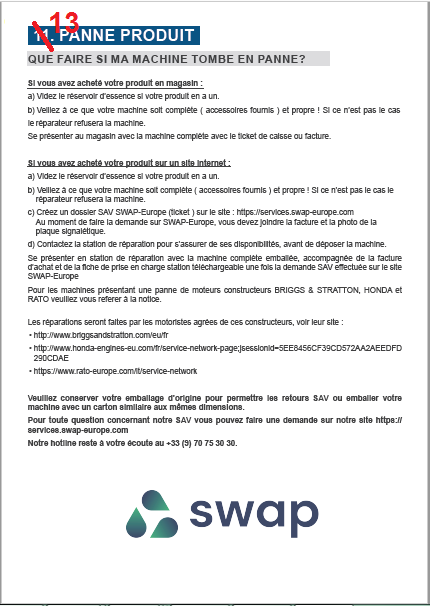 13
11. PANNE PRODUIT
QUE FAIRE SI MA MACHINE TOMBE EN PANNE?
Si vous avez acheté votre produit en magasin :
a) Videz le réservoir d'essence si votre produit en a un.
b) Veillez à ce que votre machine soit complète ( accessoires fournis ) et propre ! Si ce n'est pas le cas
le réparateur refusera la machine.
Se présenter au magasin avec la machine complète avec le ticket de caisse ou facture.
Si vous avez acheté votre produit sur un site internet :
a) Videz le réservoir d'essence si votre produit en a un.
b) Veillez à ce que votre machine soit complète ( accessoires fournis ) et propre ! Si ce n'est pas le cas le
réparateur refusera la machine.
c) Créez un dossier SAV SWAP-Europe (ticket ) sur le site : https://services.swap-europe.com
Au moment de faire la demande sur SWAP-Europe, vous devez joindre la facture et la photo de la
plaque signalétique.
d) Contactez la station de réparation pour s'assurer de ses disponibilités, avant de déposer la machine.
Se présenter en station de réparation avec la machine complète emballée, accompagnée de la facture
d'achat et de la fiche de prise en charge station téléchargeable une fois la demande SAV effectuée sur le site
SWAP-Europe
Pour les machines présentant une panne de moteurs constructeurs BRIGGS & STRATTON, HONDA et
RATO veuillez vous referer à la notice.
Les réparations seront faites par les motoristes agrées de ces constructeurs, voir leur site :
• http://www.briggsandstratton.com/eu/fr
• http://www.honda-engines-eu.com/fr/service-network-page;jsessionid=5EE8456CF39CD572AA2AEEDFD
290CDAE
• https://www.rato-europe.com/it/service-network
Veuillez conserver votre emballage d'origine pour permettre les retours SAV ou emballer votre
machine avec un carton similaire aux mêmes dimensions.
Pour toute question concernant notre SAV vous pouvez faire une demande sur notre site https://
services.swap-europe.com
Notre hotline reste à votre écoute au +33 (9) 70 75 30 30.
swap